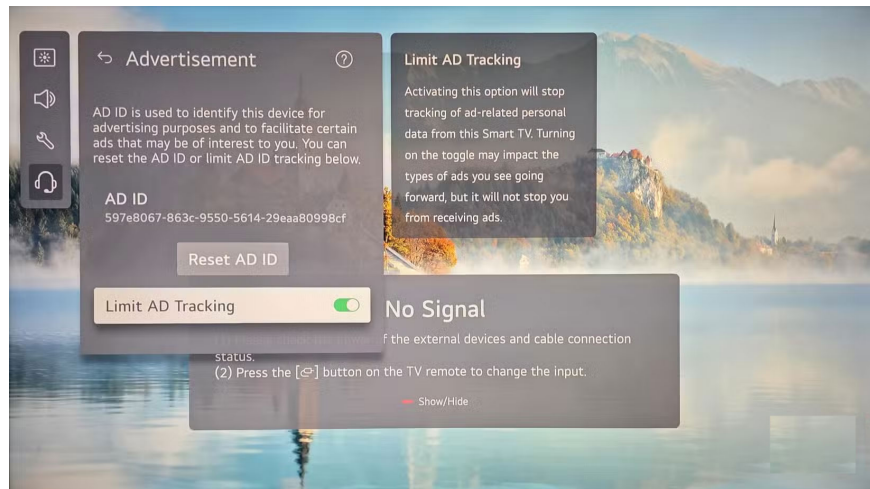 Advertisement
AD ID is used to identify this device for
advertising purposes and to facilitate certain
ads that may be of interest to you. You can
reset the AD ID or limit AD ID tracking below.
AD ID
597e8067-863c-9550-5614-29eaa80998cf
Reset AD ID
Limit AD Tracking
Limit AD Tracking
Activating this option will stop
tracking of ad-related personal
data from this Smart TV. Turning
on the toggle may impact the
types of ads you see going
forward, but it will not stop you
from receiving ads.
No Signal
f the external devices and cable connection
status.
(2) Press the [] button on the TV remote to change the input.
Show/Hide